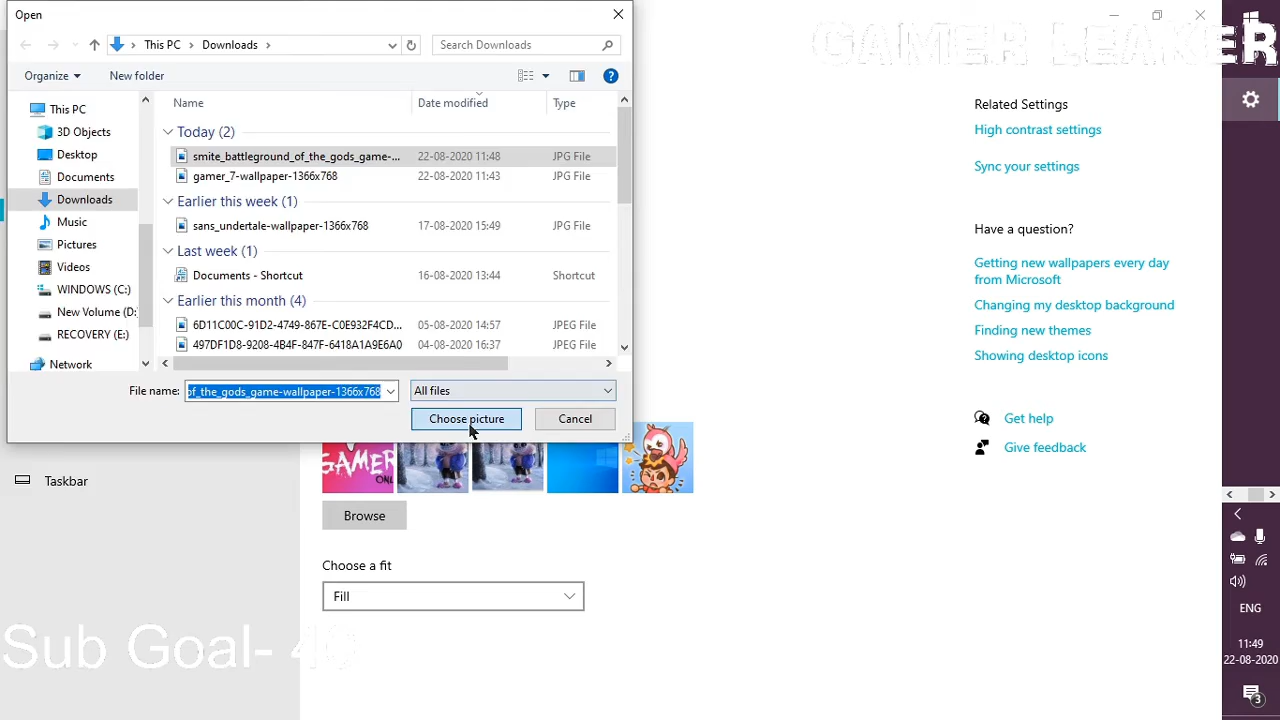 Open
This PC
Downloads
Search Downloads
Organize
New folder
?
Name
Date modified
Type
This PC
3D Objects
Desktop
Documents
Downloads
Music
Pictures
Videos
WINDOWS (C:)
New Volume (D:
RECOVERY (E:)
Network
Today (2)
smite_battleground_of_the_gods_game-... 22-08-2020 11:48 JPG File
gamer_7-wallpaper-1366x768 22-08-2020 11:43 JPG File
Earlier this week (1)
sans_undertale-wallpaper-1366x768 17-08-2020 15:49 JPG File
Last week (1)
Documents - Shortcut 16-08-2020 13:44 Shortcut
Earlier this month (4)
6D11C00C-91D2-4749-867E-C0E932F4CD... 05-08-2020 14:57 JPEG File
497DF1D8-9208-414F-847F-6418A1A9E6A0 04-08-2020 16:37 JPEG File
File name: of_the_gods_game-wallpaper-1366x768
All files
Choose picture
Cancel
Taskbar
GAMER
ONL
Browse
Choose a fit
Fill
Sub Goal- 40
GAMER LEAKER
Related Settings
High contrast settings
Sync your settings
Have a question?
Getting new wallpapers every day
from Microsoft
Changing my desktop background
Finding new themes
Showing desktop icons
Get help
Give feedback
ENG
11:49
22-08-2020
3